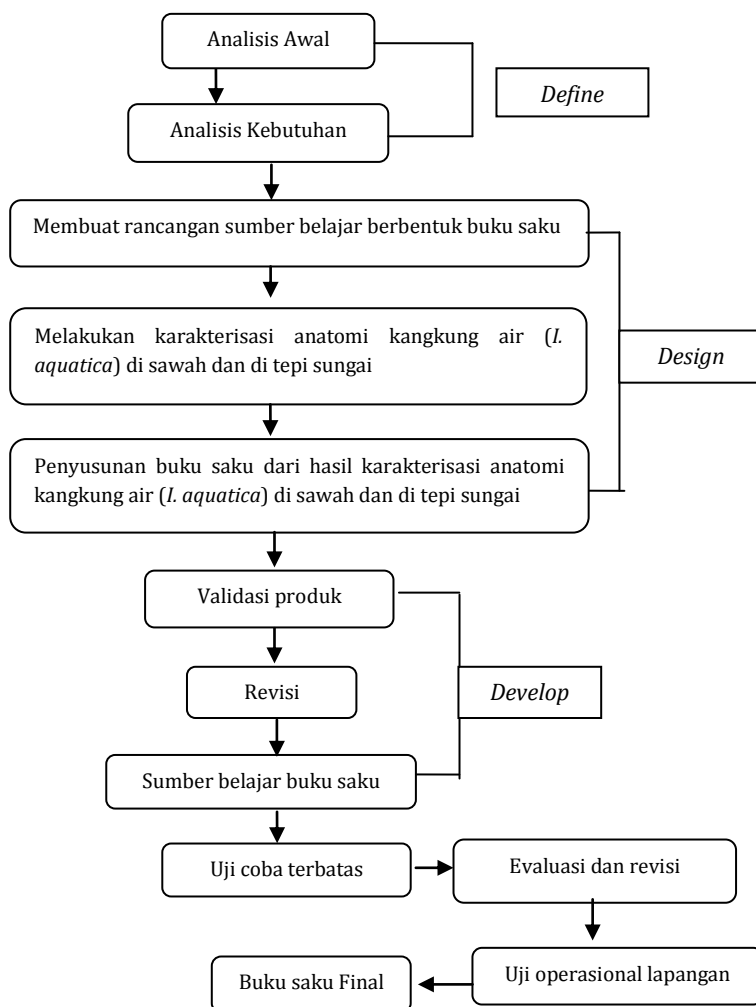 Analisis Awal
Define
Analisis Kebutuhan
Membuat rancangan sumber belajar berbentuk buku saku
Melakukan karakterisasi anatomi kangkung air (I.
aquatica) di sawah dan di tepi sungai
Design
Penyusunan buku saku dari hasil karakterisasi anatomi
kangkung air (I. aquatica) di sawah dan di tepi sungai
Validasi produk
Revisi
Develop
Sumber belajar buku saku
Uji coba terbatas
Evaluasi dan revisi
Uji operasional lapangan
Buku saku Final